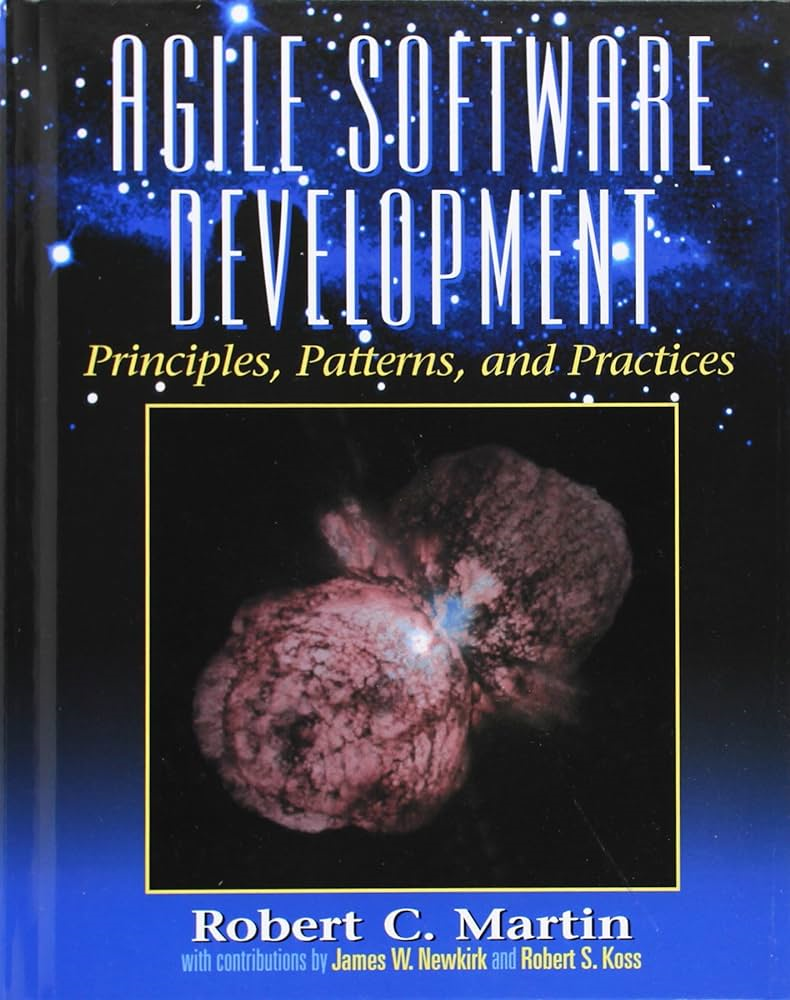 AGILE SOFTWARE
DEVELOPMENT
Principles, Patterns, and Practices
Robert C. Martin
with contributions by James W. Newkirk and Robert S. Koss